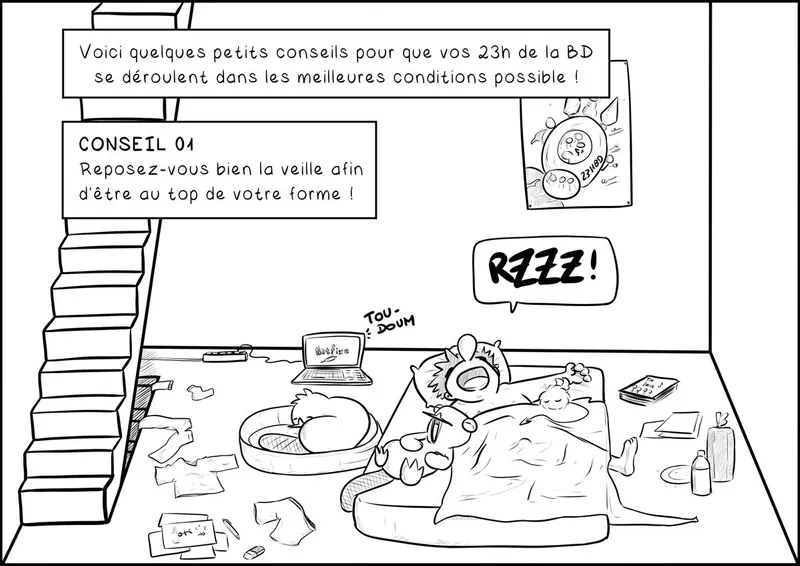 Voici quelques petits conseils pour que vos 23h de la BD
se déroulent dans les meilleures conditions possible !
CONSEIL 01
Reposez-vous bien la veille afin
d'être au top de votre forme !
23HBD
RZZZ!
TOU-
DOUM
Netflix